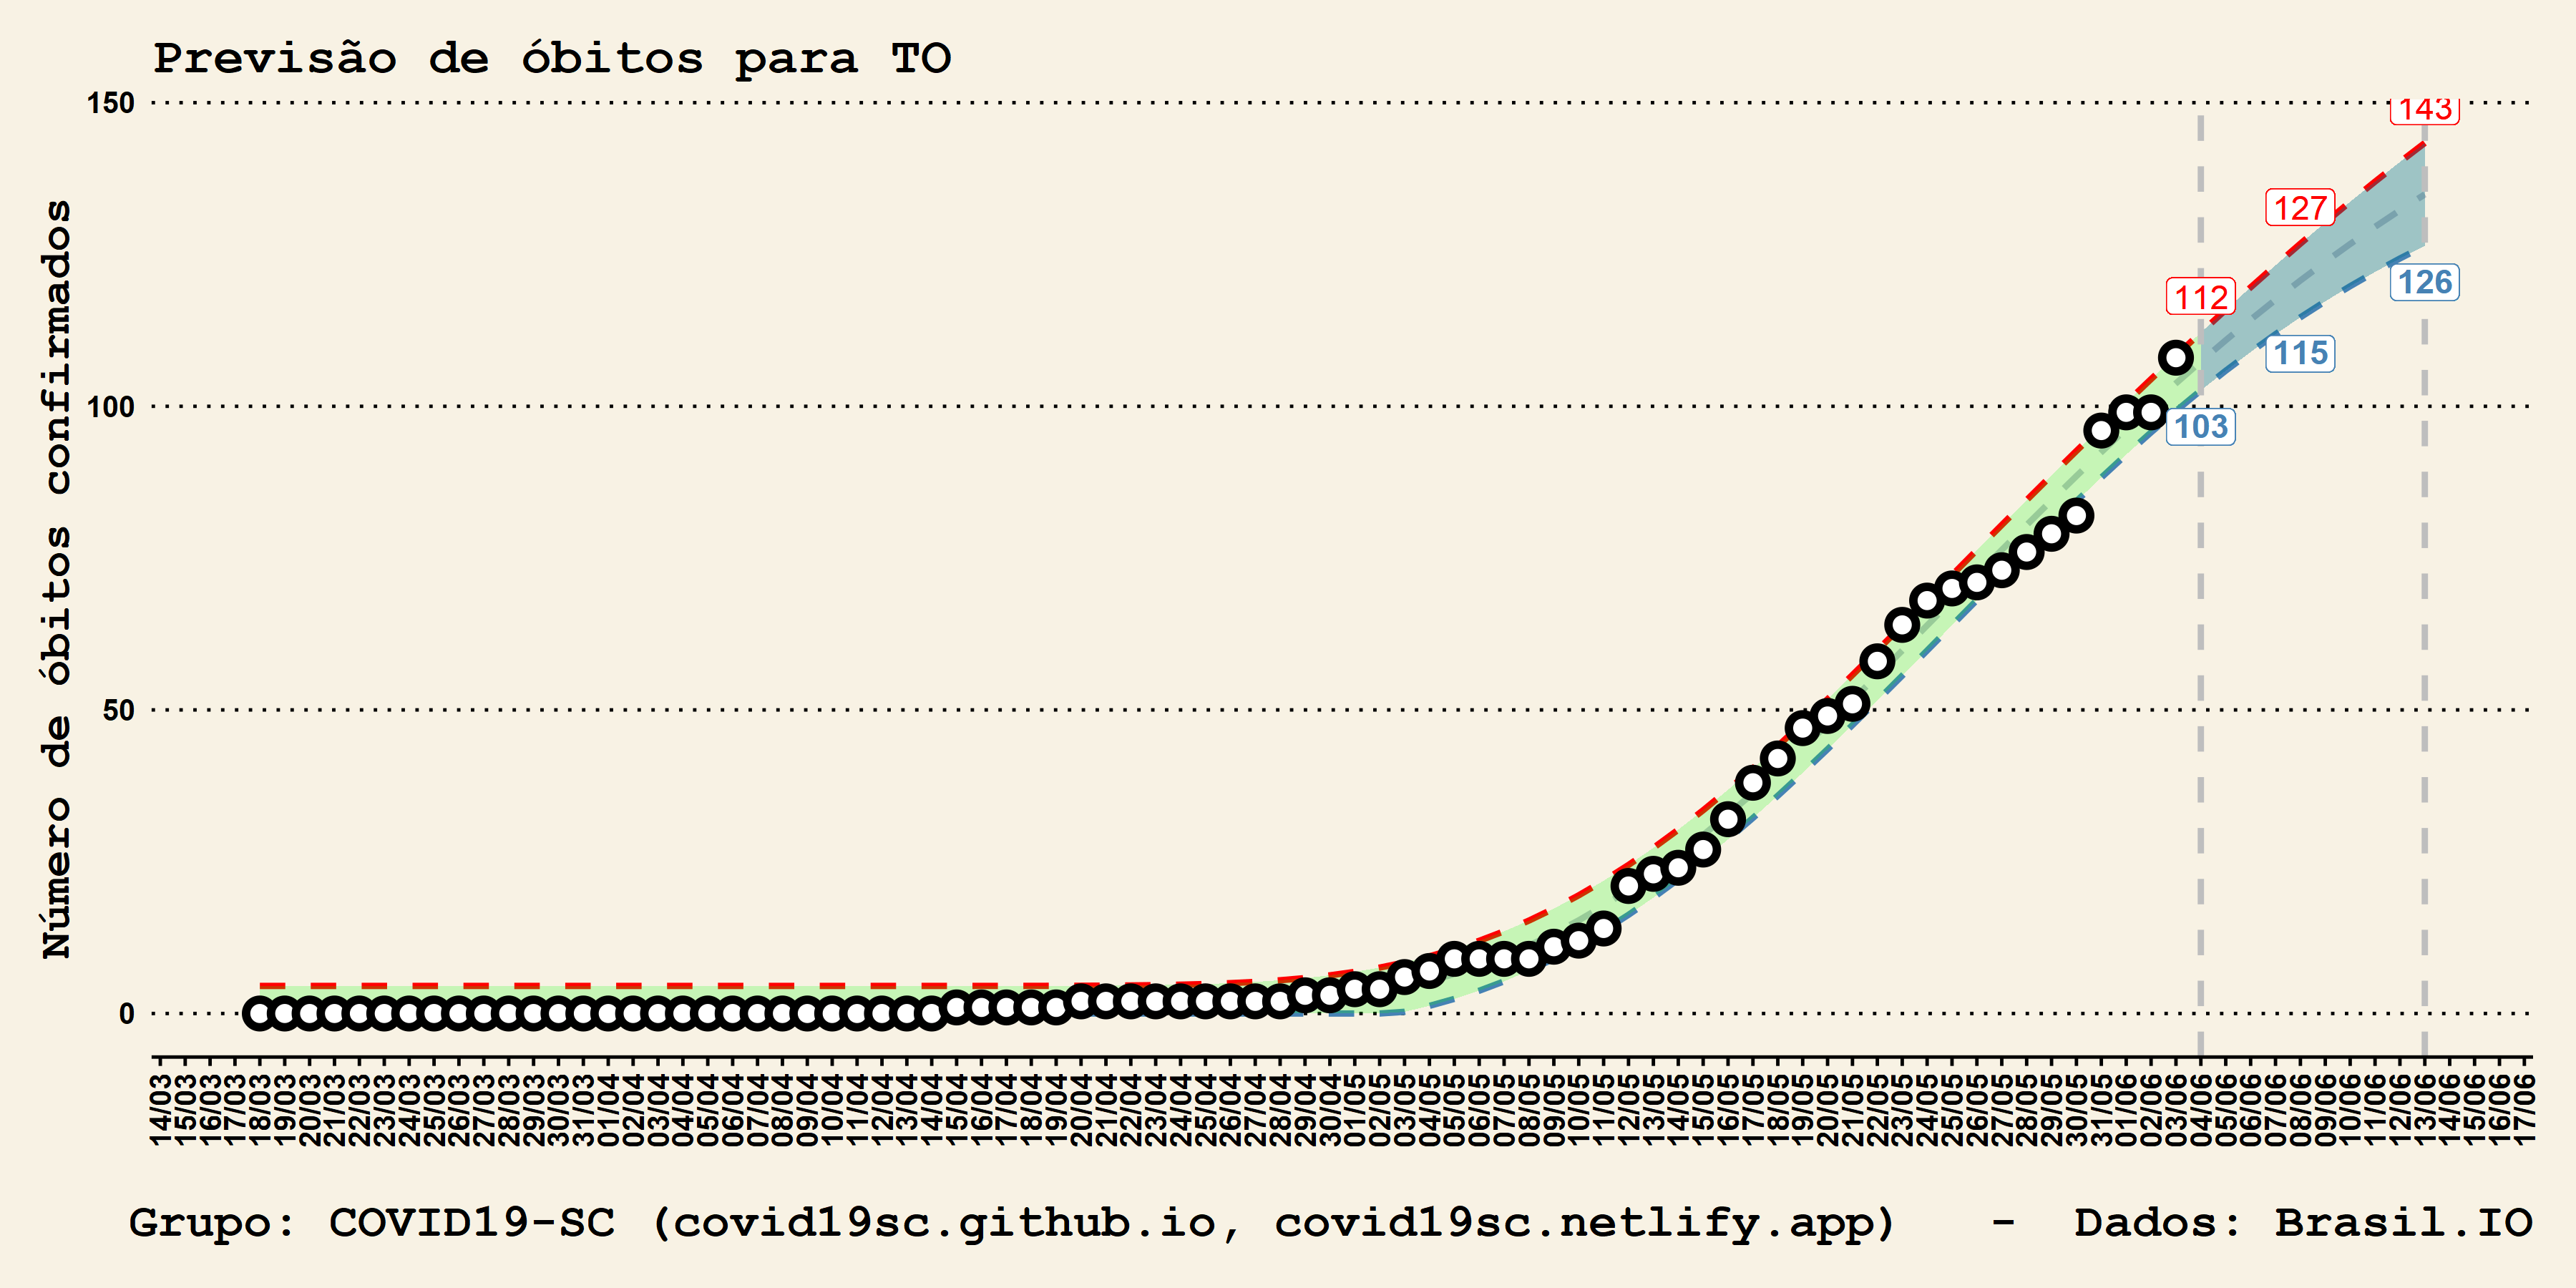 Previsão de óbitos para TO
Número de óbitos confirmados
150
100
50
0
143
127
112
126
115
103
14/03 15/03 16/03 17/03 18/03 19/03 20/03 21/03 22/03 23/03 24/03 25/03 26/03 27/03 28/03 29/03 30/03 31/03 01/04 02/04 03/04 04/04 05/04 06/04 07/04 08/04 09/04 10/04 11/04 12/04 13/04 14/04 15/04 16/04 17/04 18/04 19/04 20/04 21/04 22/04 23/04 24/04 25/04 26/04 27/04 28/04 29/04 30/04 01/05 02/05 03/05 04/05 05/05 06/05 07/05 08/05 09/05 10/05 11/05 12/05 13/05 14/05 15/05 16/05 17/05 18/05 19/05 20/05 21/05 22/05 23/05 24/05 25/05 26/05 27/05 28/05 29/05 30/05 31/05 01/06 02/06 03/06 04/06 05/06 06/06 07/06 08/06 09/06 10/06 11/06 12/06 13/06 14/06 15/06 16/06 17/06
Grupo: COVID19-SC (covid19sc.github.io, covid19sc.netlify.app) - Dados: Brasil.IO